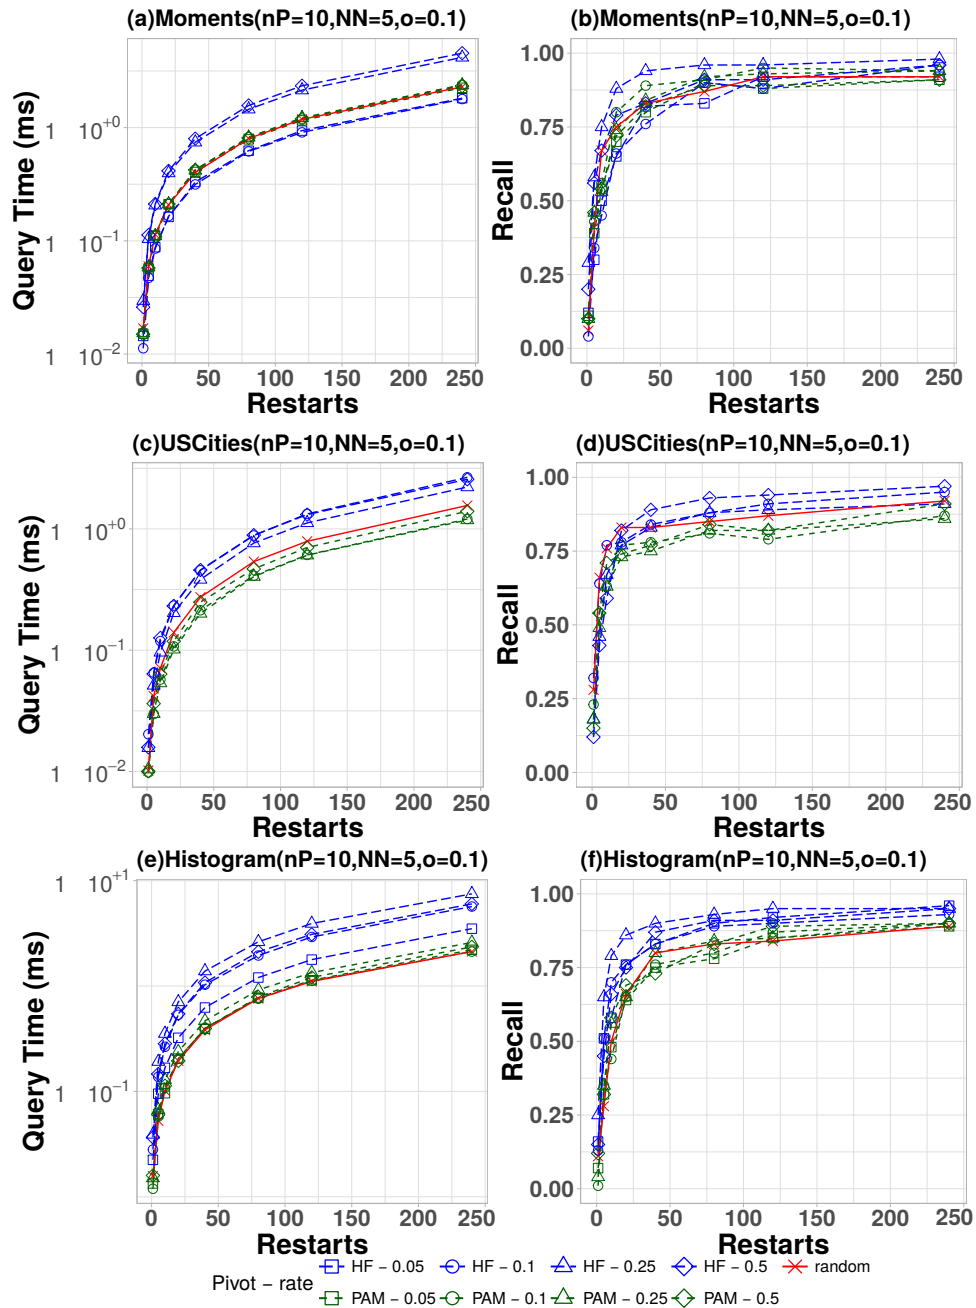 (a)Moments(nP=10,NN=5,o=0.1)
Query Time (ms)
1 10+0
1 10−1
1 10−2
0 50 100 150 200 250
Restarts
(b)Moments(nP=10,NN=5,o=0.1)
Recall
1.00
0.75
0.50
0.25
0.00
0 50 100 150 200 250
Restarts
(c)USCities(nP=10,NN=5,o=0.1)
Query Time (ms)
1 10+0
1 10−1
1 10−2
0 50 100 150 200 250
Restarts
(d)USCities(nP=10,NN=5,o=0.1)
Recall
1.00
0.75
0.50
0.25
0.00
0 50 100 150 200 250
Restarts
(e)Histogram(nP=10,NN=5,o=0.1)
Query Time (ms)
1 10+1
1 10−1
0 50 100 150 200 250
Restarts
(f)Histogram(nP=10,NN=5,o=0.1)
Recall
1.00
0.75
0.50
0.25
0.00
0 50 100 150 200 250
Restarts
Pivot − rate
HF − 0.05 HF − 0.1 HF − 0.25 HF − 0.5 random
PAM − 0.05 PAM − 0.1 PAM − 0.25 PAM − 0.5